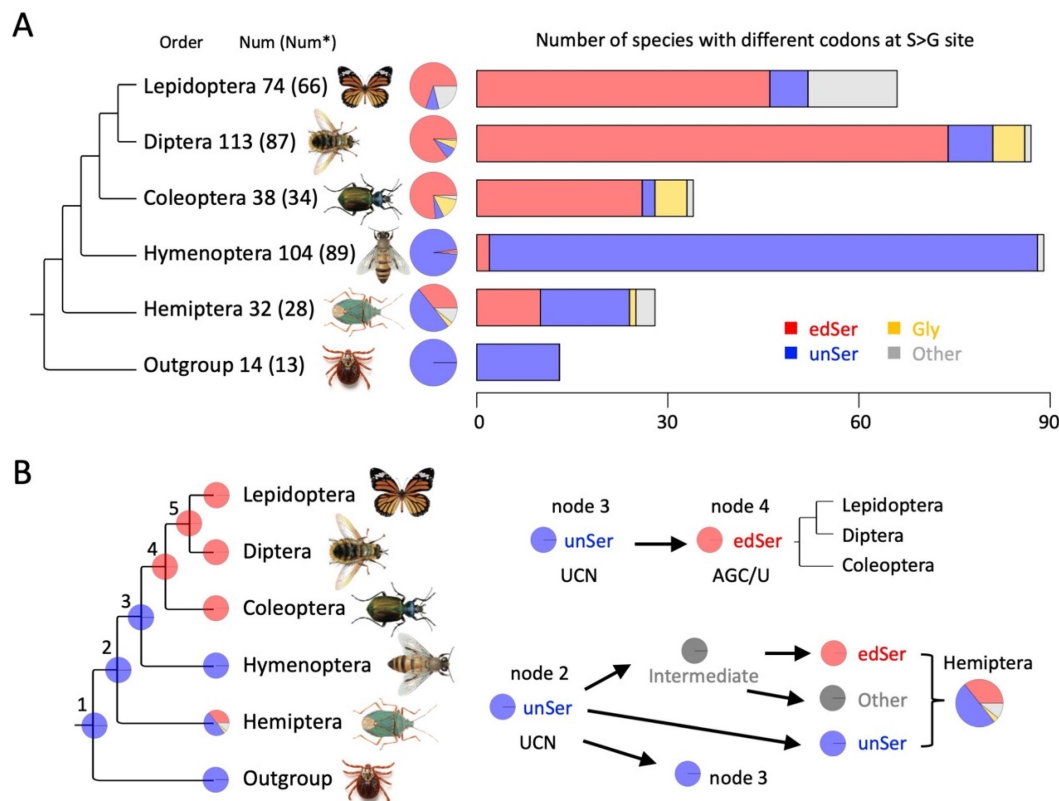 A
Order Num (Num*)
Number of species with different codons at S>G site
Lepidoptera 74 (66)
Diptera 113 (87)
Coleoptera 38 (34)
Hymenoptera 104 (89)
Hemiptera 32 (28)
Outgroup 14 (13)
edSer Gly
unSer Other
0 30 60 90
B
1
2
3
4
5
Lepidoptera
Diptera
Coleoptera
Hymenoptera
Hemiptera
Outgroup
node 3 node 4
unSer edSer
UCN AGC/U
Lepidoptera
Diptera
Coleoptera
node 2
unSer
UCN
Intermediate
node 3
edSer
Other
unSer
Hemiptera